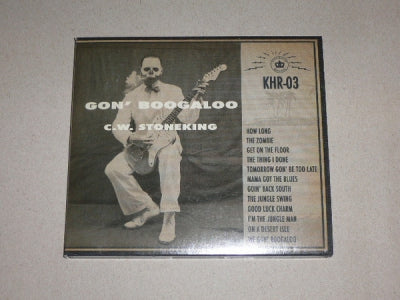 GON' BOOGALOO
C.W. STONEKING
KHR-03
HOW LONG
THE ZOMBIE
GET ON THE FLOOR
THE THING I DONE
TOMORROW GON' BE TOO LATE
MAMA GOT THE BLUES
GOIN' BACK SOUTH
THE JUNGLE SWING
GOOD LUCK CHARM
I'M THE JUNGLE MAN
ON A DESERT ISLE
WE GON' BOOGALOO